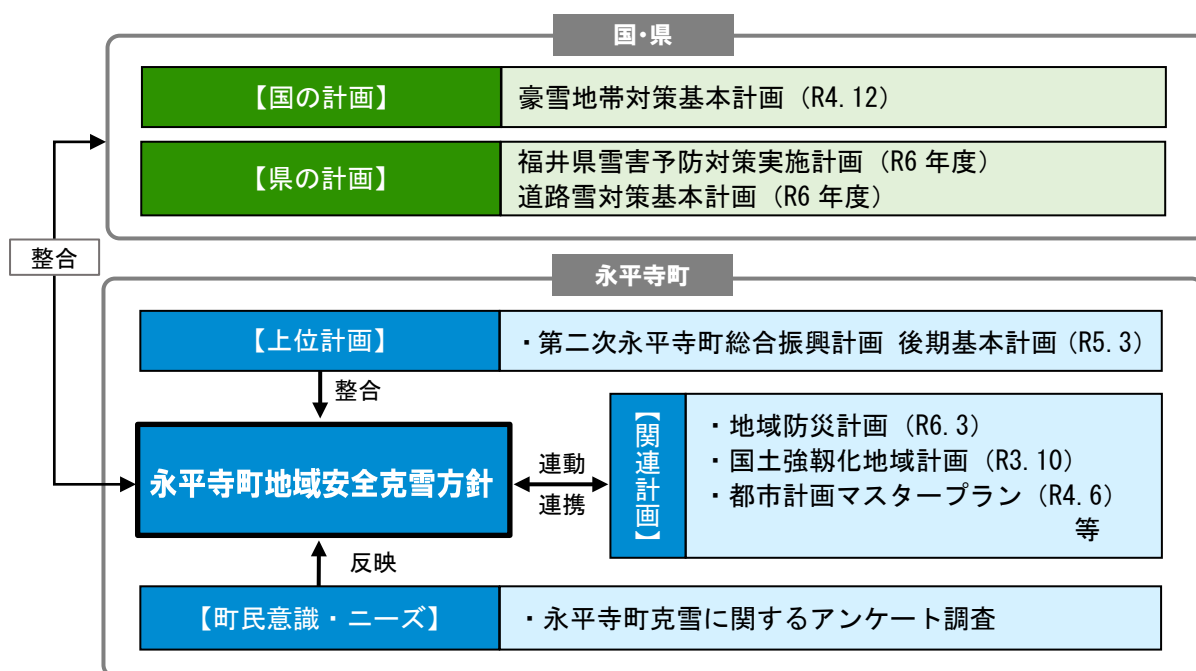 国・県
【国の計画】
豪雪地帯対策基本計画（R4.12）
【県の計画】
福井県雪害予防対策実施計画（R6 年度）
道路雪対策基本計画（R6 年度）
整合
永平寺町
【上位計画】
・第二次永平寺町総合振興計画 後期基本計画（R5.3）
整合
永平寺町地域安全克雪方針
連動
連携
【関連計画】
・地域防災計画（R6.3）
・国土強靱化地域計画（R3.10）
・都市計画マスタープラン（R4.6）
等
反映
【町民意識・ニーズ】
・永平寺町克雪に関するアンケート調査